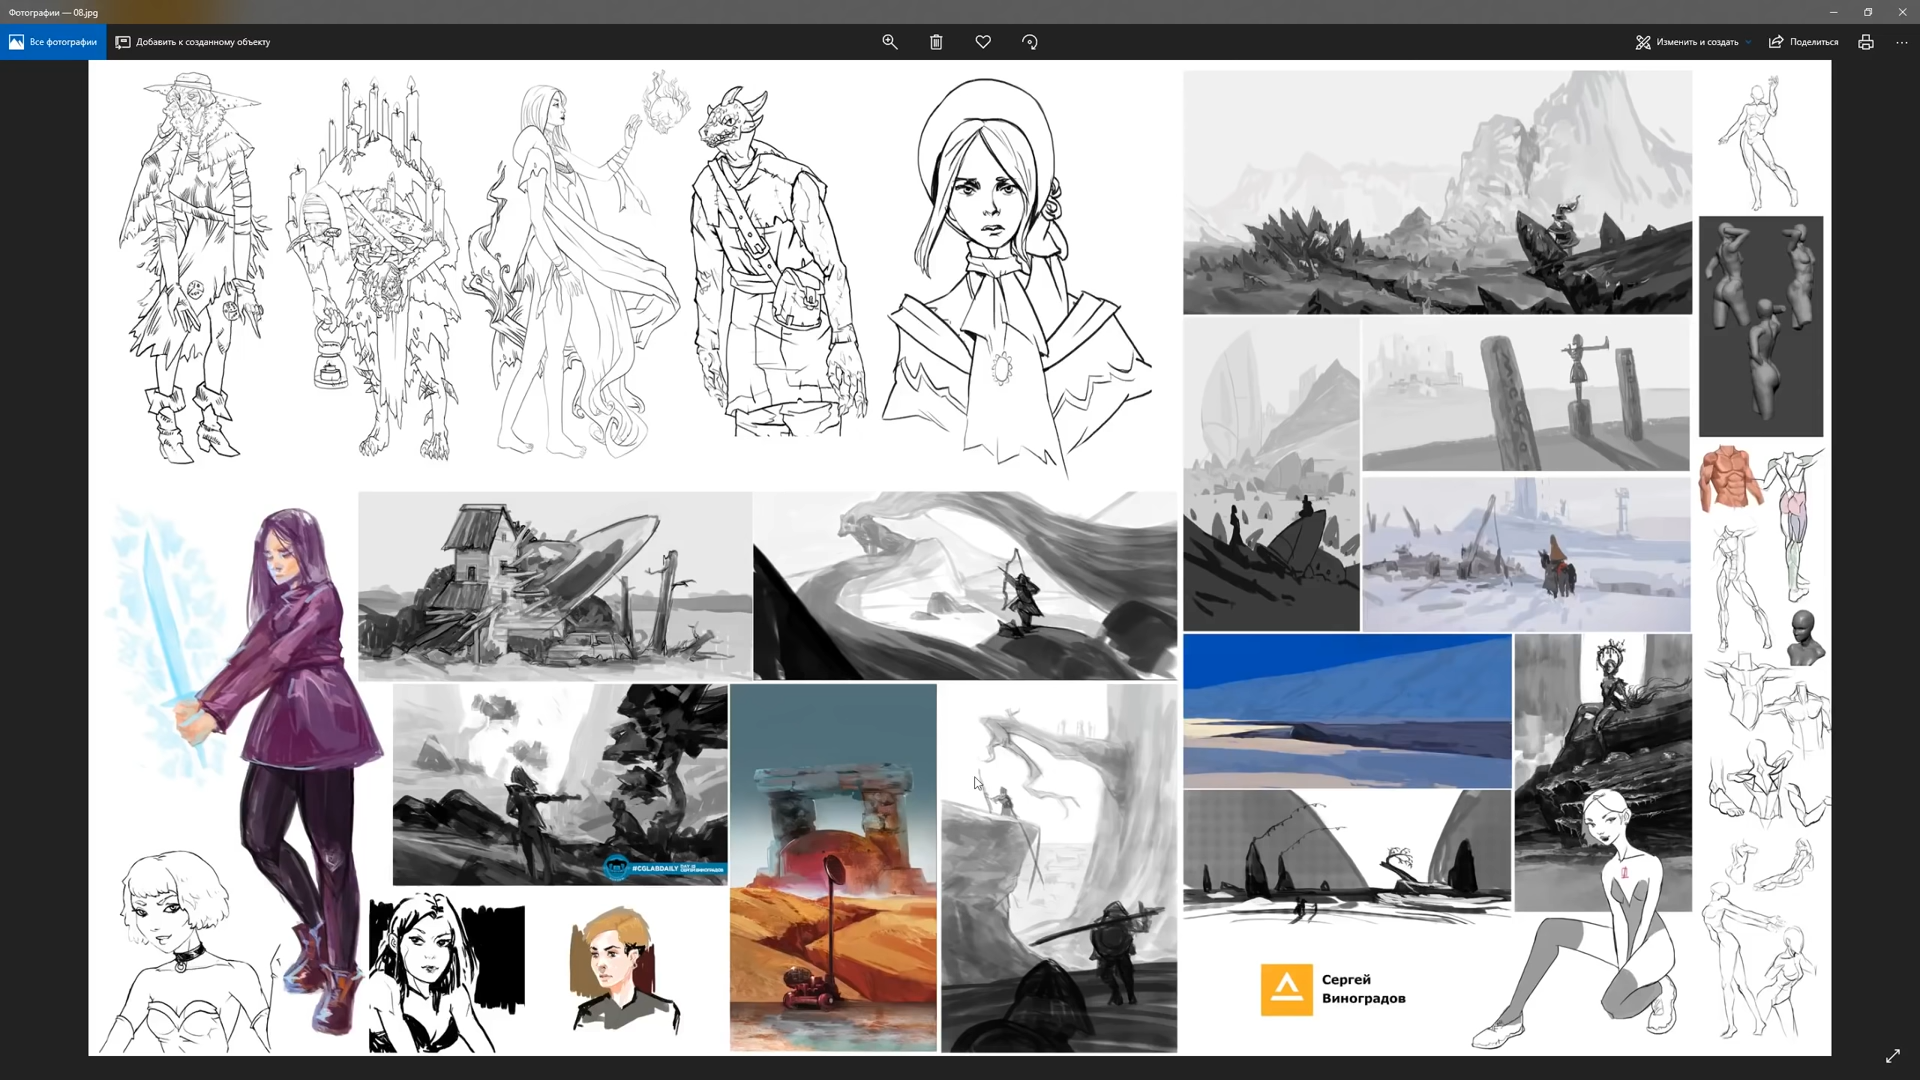 Фотографии — 08.jpg
Все фотографии
Добавить к созданному объекту
Изменить и создать
Поделиться
#CGLABDAILY
Сергей
Виноградов